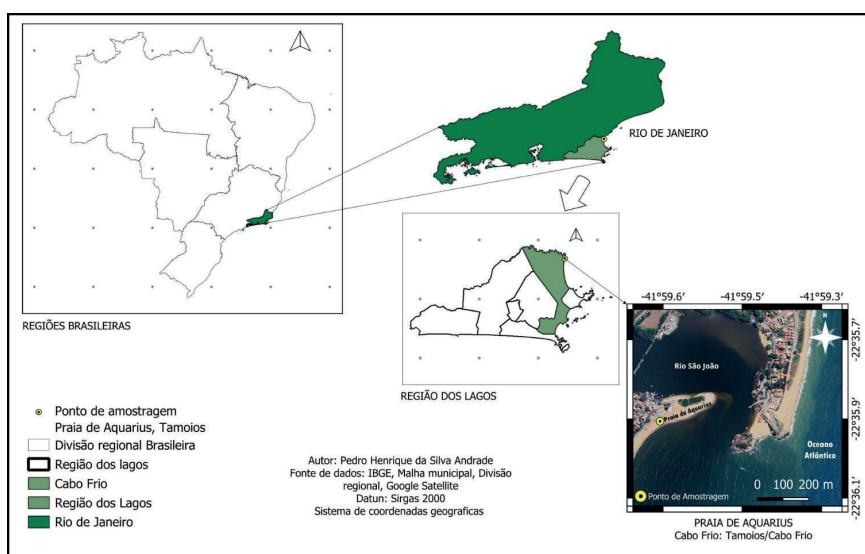 REGIÕES BRASILEIRAS
RIO DE JANEIRO
REGIÃO DOS LAGOS
-41°59.6′ -41°59.5′ -41°59.3′
-22°35.7′
-22°35.9′
-22°36.1′
N
Rio São João
Praia de Aquarius
Oceano
Atlântico
0 100 200 m
Ponto de Amostragem
PRAIA DE AQUARIUS
Cabo Frio: Tamoios/Cabo Frio
Ponto de amostragem
Praia de Aquarius, Tamoios
Divisão regional Brasileira
Região dos lagos
Cabo Frio
Região dos Lagos
Rio de Janeiro
Autor: Pedro Henrique da Silva Andrade
Fonte de dados: IBGE, Malha municipal, Divisão
regional, Google Satellite
Datun: Sirgas 2000
Sistema de coordenadas geograficas